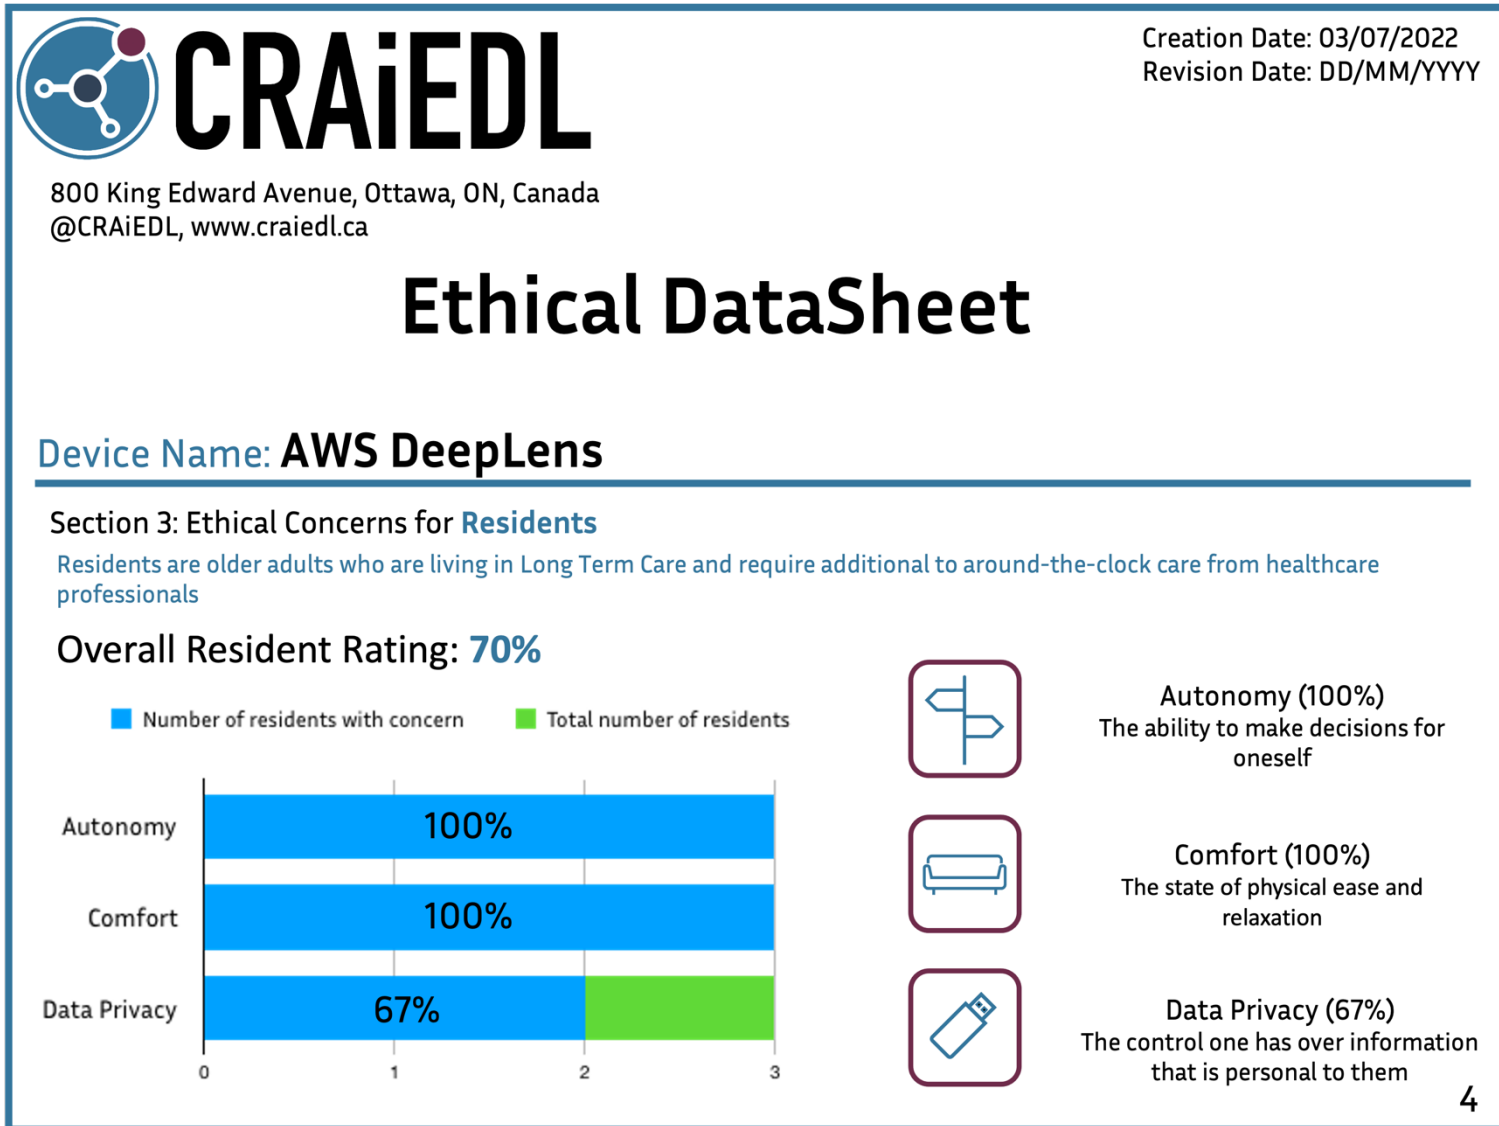 CRAiEDL
Creation Date: 03/07/2022
Revision Date: DD/MM/YYYY
800 King Edward Avenue, Ottawa, ON, Canada
@CRAiEDL, www.craiedl.ca
Ethical DataSheet
Device Name: AWS DeepLens
Section 3: Ethical Concerns for Residents
Residents are older adults who are living in Long Term Care and require additional to around-the-clock care from healthcare
professionals
Overall Resident Rating: 70%
Number of residents with concern
Total number of residents
Autonomy
100%
Comfort
100%
Data Privacy
67%
0
1
2
3
Autonomy (100%)
The ability to make decisions for
oneself
Comfort (100%)
The state of physical ease and
relaxation
Data Privacy (67%)
The control one has over information
that is personal to them
4